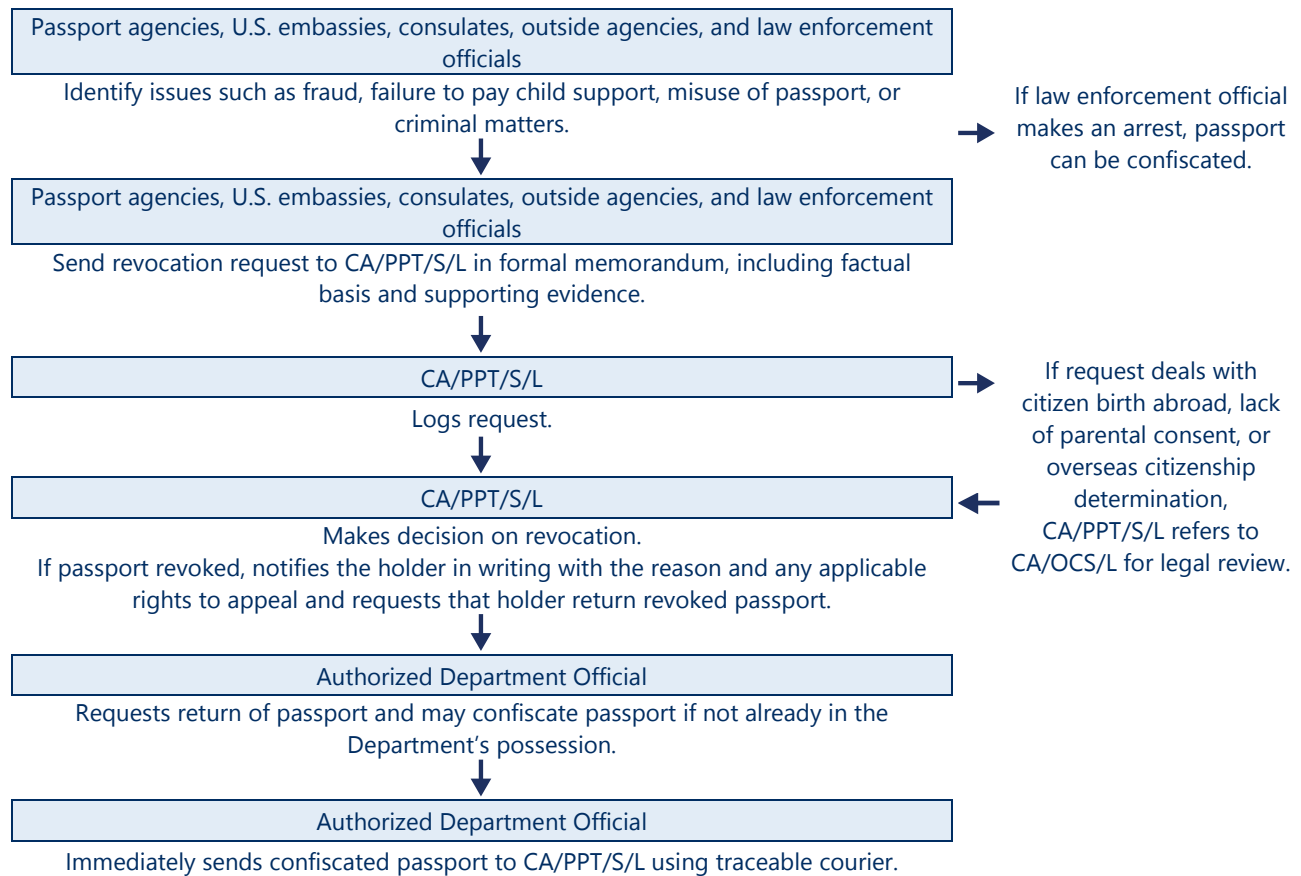 Passport agencies, U.S. embassies, consulates, outside agencies, and law enforcement
officials
Identify issues such as fraud, failure to pay child support, misuse of passport, or
criminal matters.
If law enforcement official
makes an arrest, passport
can be confiscated.
Passport agencies, U.S. embassies, consulates, outside agencies, and law enforcement
officials
Send revocation request to CA/PPT/S/L in formal memorandum, including factual
basis and supporting evidence.
CA/PPT/S/L
Logs request.
If request deals with
citizen birth abroad, lack
of parental consent, or
overseas citizenship
determination,
CA/PPT/S/L refers to
CA/OCS/L for legal review.
CA/PPT/S/L
Makes decision on revocation.
If passport revoked, notifies the holder in writing with the reason and any applicable
rights to appeal and requests that holder return revoked passport.
Authorized Department Official
Requests return of passport and may confiscate passport if not already in the
Department’s possession.
Authorized Department Official
Immediately sends confiscated passport to CA/PPT/S/L using traceable courier.